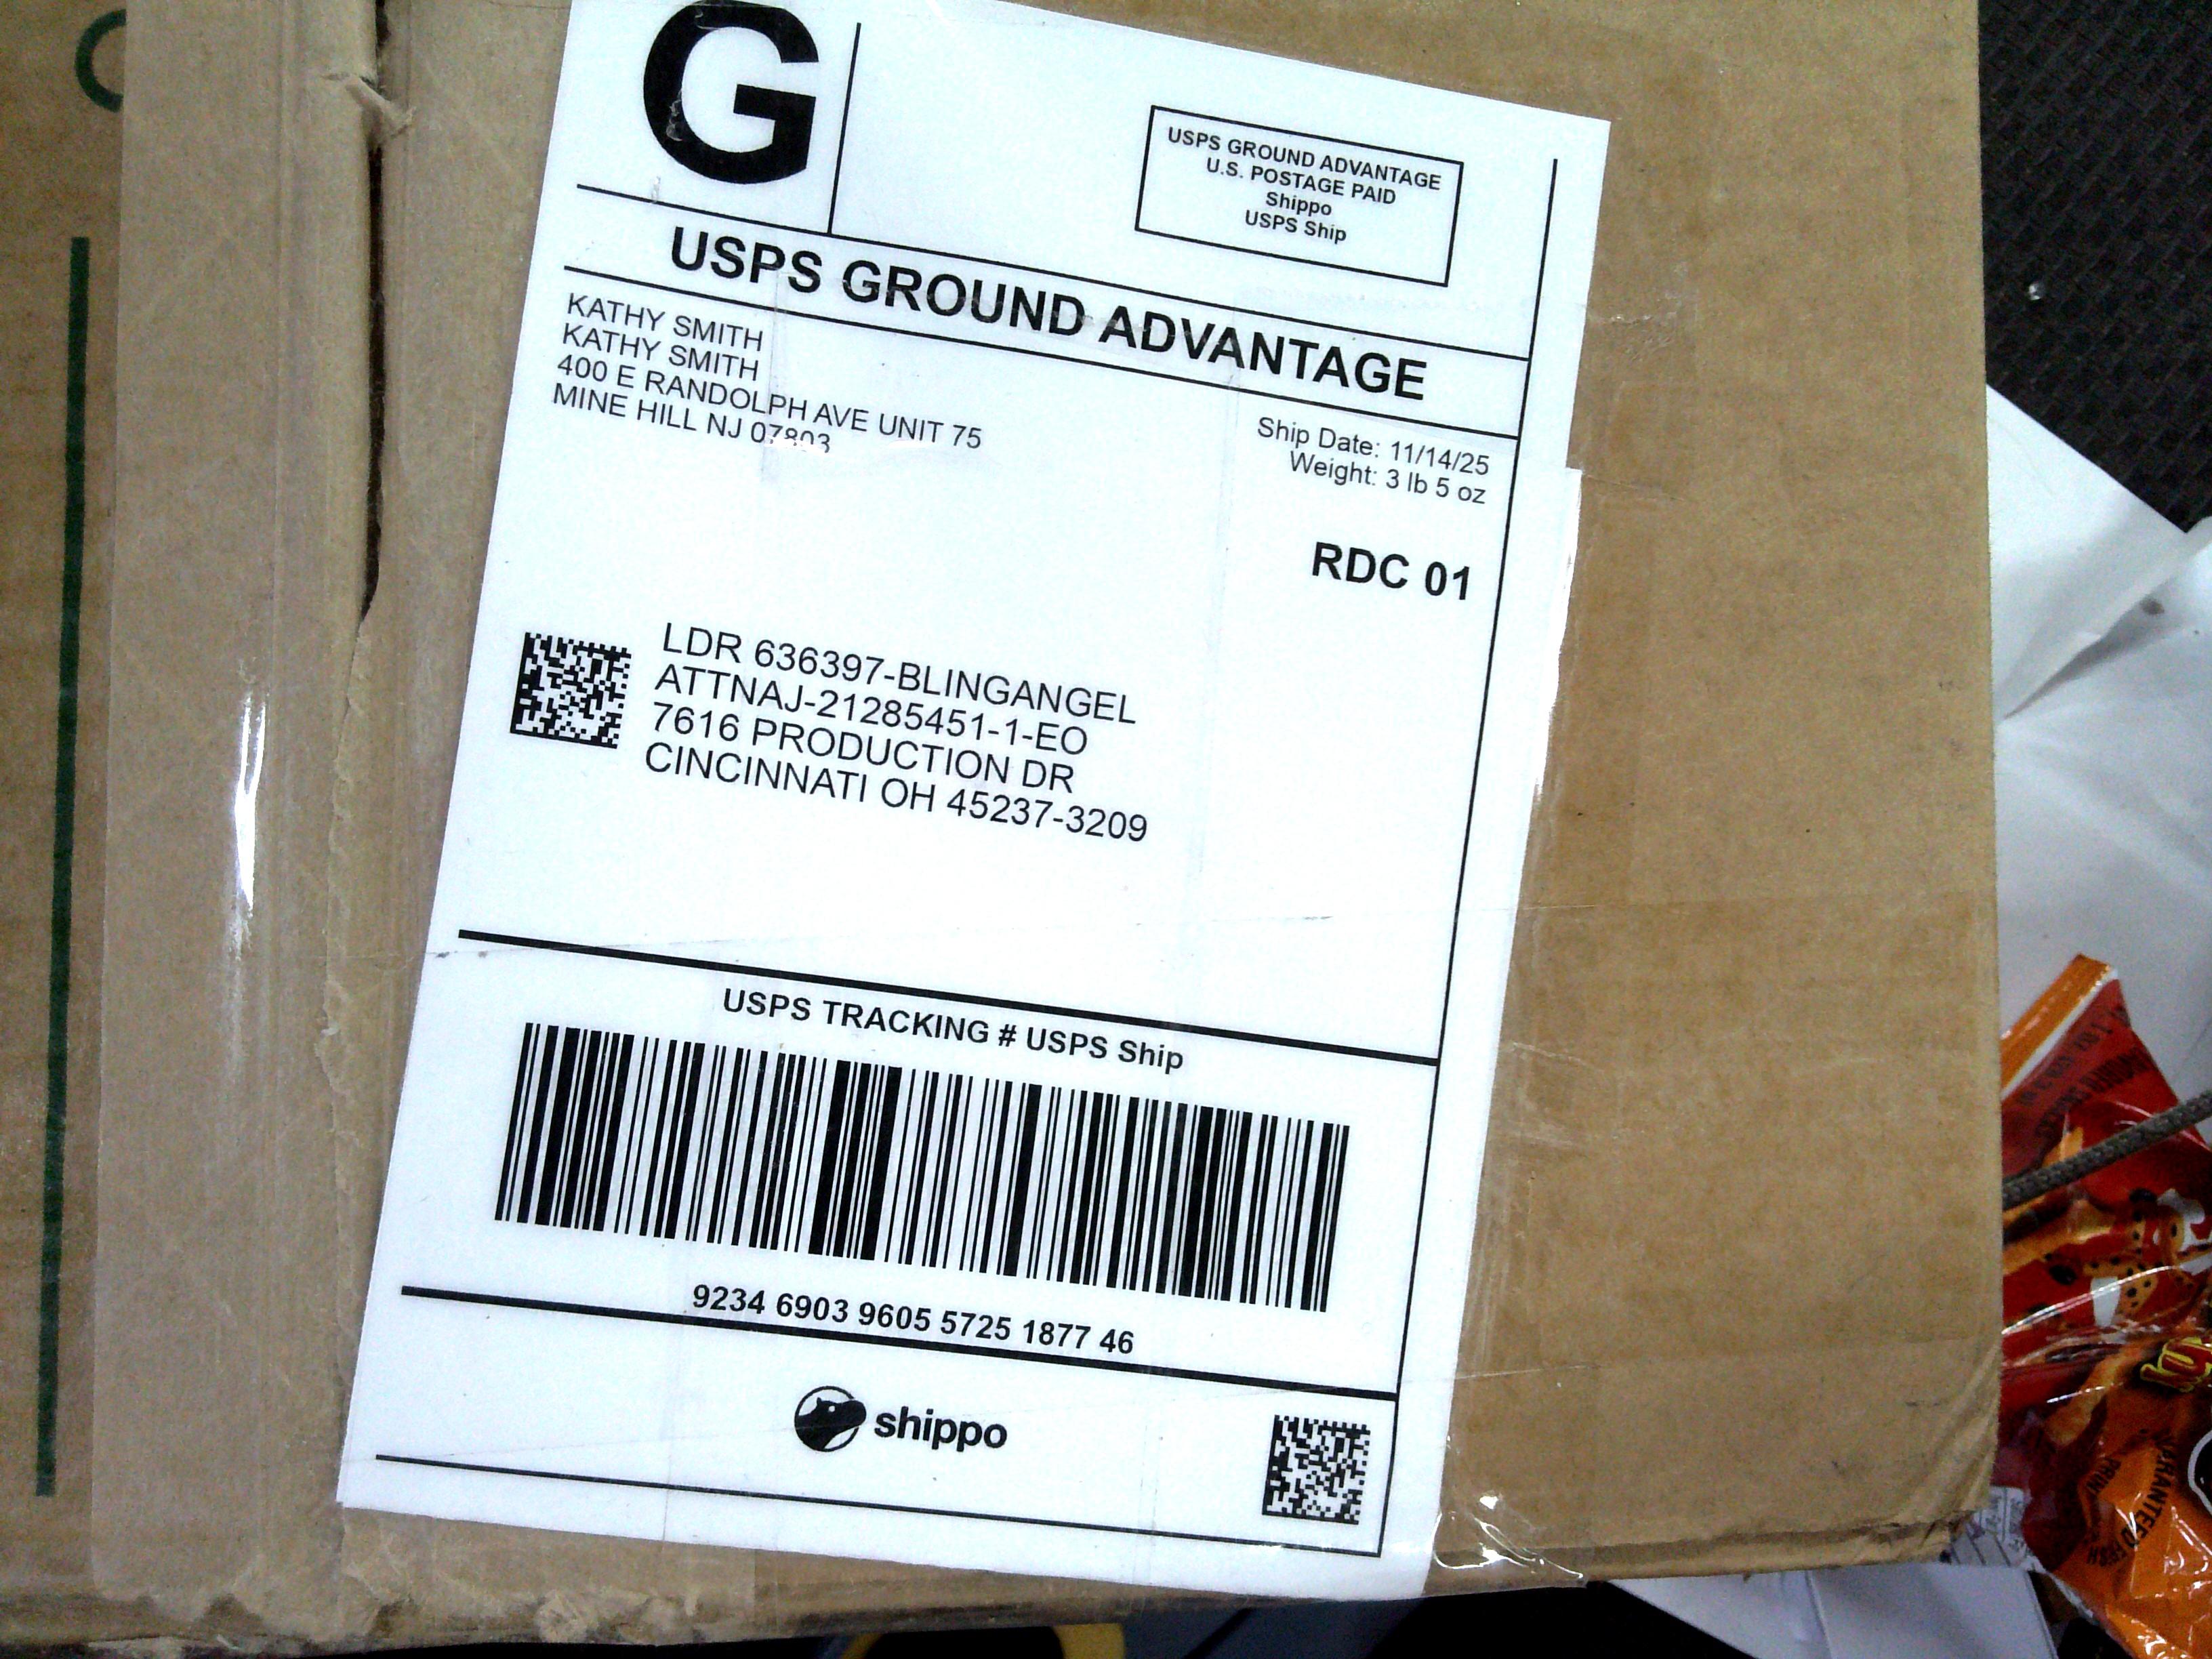 G
USPS GROUND ADVANTAGE
U.S. POSTAGE PAID
Shippo
USPS Ship
USPS GROUND ADVANTAGE
KATHY SMITH
KATHY SMITH
400 E RANDOLPH AVE UNIT 75
MINE HILL NJ 07803
Ship Date: 11/14/25
Weight: 3 lb 5 oz
RDC 01
LDR 636397-BLINGANGEL
ATTNAJ-21285451-1-EO
7616 PRODUCTION DR
CINCINNATI OH 45237-3209
USPS TRACKING # USPS Ship
9234 6903 9605 5725 1877 46
shippo